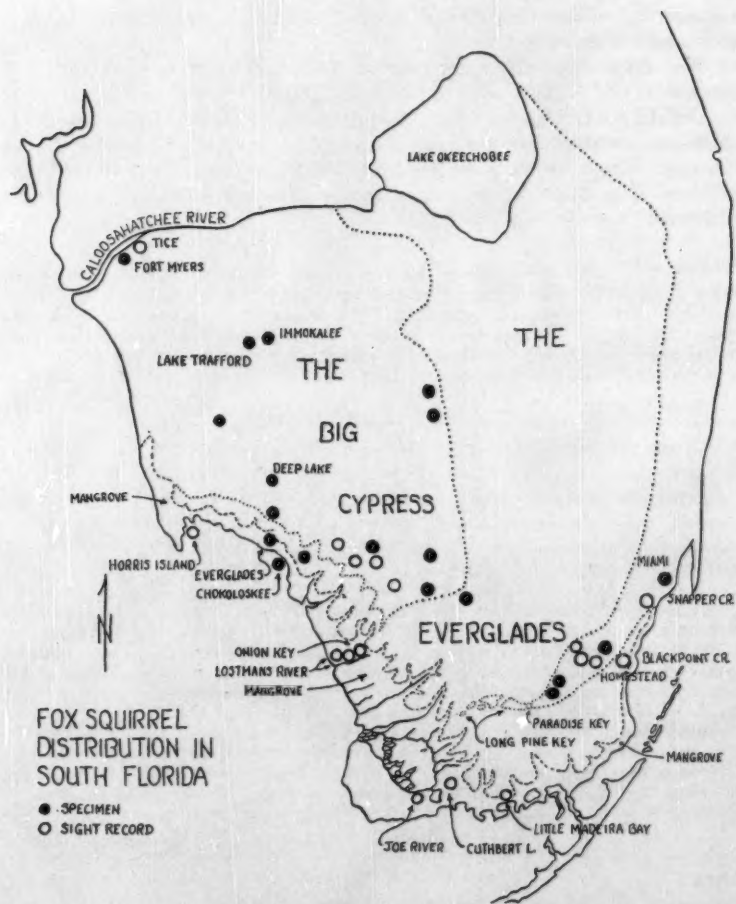 LAKE OKEECHOBEE
CALOOSAHATCHEE RIVER
TICE
FORT MYERS
IMMOKALEE
LAKE TRAFFORD
THE
THE
BIG
DEEP LAKE
CYPRESS
MANGROVE
HORRIS ISLAND
EVERGLADES
CHOKOLOSKEE
MIAMI
SNAPPER CR.
N
EVERGLADES
ONION KEY
LOSTMANS RIVER
MANGROVE
BLACKPOINT CR.
HOMESTEAD
PARADISE KEY
LONG PINE KEY
MANGROVE
FOX SQUIRREL
DISTRIBUTION IN
SOUTH FLORIDA
SPECIMEN
SIGHT RECORD
JOE RIVER
CUTHBERT L.
LITTLE MADEIRA BAY